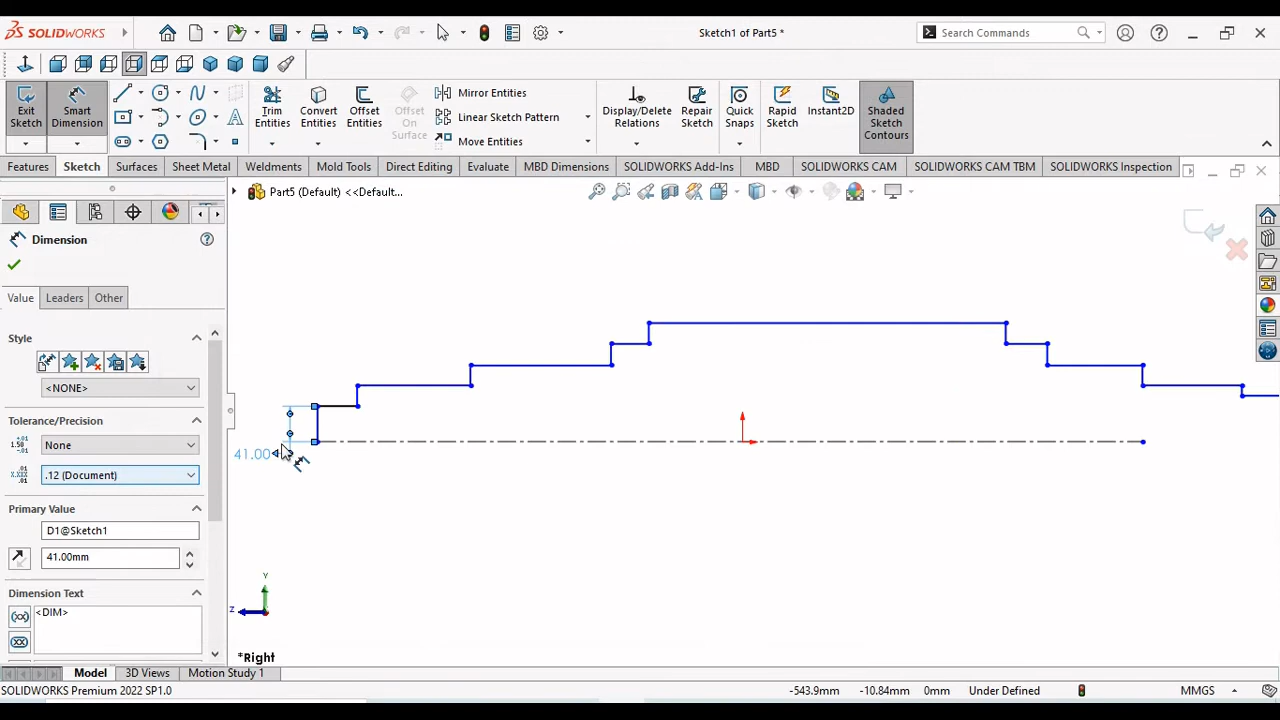 SOLIDWORKS
Sketch1 of Part5 *
Search Commands
Exit Sketch
Smart Dimension
Trim Entities
Convert Entities
Offset Entities
Offset On Surface
Mirror Entities
Linear Sketch Pattern
Move Entities
Display/Delete Relations
Repair Sketch
Quick Snaps
Rapid Sketch
Instant2D
Shaded Sketch Contours
Features
Sketch
Surfaces
Sheet Metal
Weldments
Mold Tools
Direct Editing
Evaluate
MBD Dimensions
SOLIDWORKS Add-Ins
MBD
SOLIDWORKS CAM
SOLIDWORKS CAM TBM
SOLIDWORKS Inspection
Part5 (Default) <<Default...
Dimension
Value
Leaders
Other
Style
<NONE>
Tolerance/Precision
None
.12 (Document)
Primary Value
D1@Sketch1
41.00mm
Dimension Text
<DIM>
41.00
Y
Z
*Right
Model
3D Views
Motion Study 1
SOLIDWORKS Premium 2022 SP1.0
-543.9mm
-10.84mm
0mm
Under Defined
MMGS